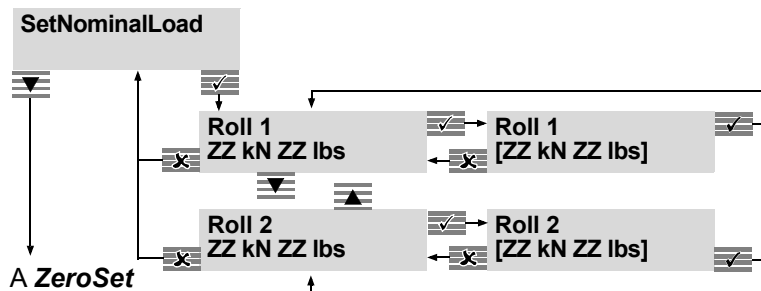 SetNominalLoad
Roll 1
ZZ kN ZZ lbs
Roll 1
[ZZ kN ZZ lbs]
Roll 2
ZZ kN ZZ lbs
Roll 2
[ZZ kN ZZ lbs]
A ZeroSet